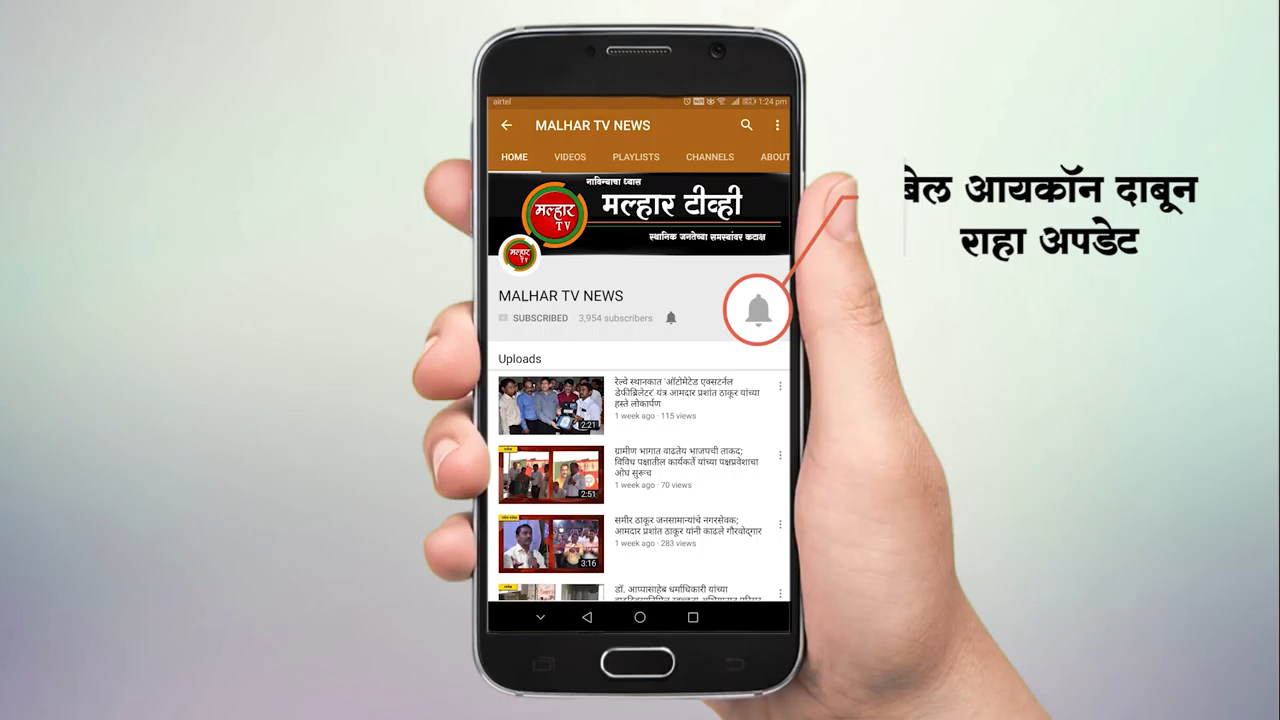 airtel
1:24 pm
MALHAR TV NEWS
HOME VIDEOS PLAYLISTS CHANNELS ABOUT
नाविन्याचा ध्यास
मल्हार टीव्ही
स्थानिक जनतेच्या समस्यांवर कटाक्ष
मल्हार
TV
मल्हार
TV
बेल आयकॉन दाबून
राहा अपडेट
MALHAR TV NEWS
SUBSCRIBED 3,954 subscribers
Uploads
रेल्वे स्थानकात 'ऑटोमेटेड एक्सटर्नल
डेफीब्रिलेटर' यंत्र आमदार प्रशांत ठाकूर यांच्या
हस्ते लोकार्पण
1 week ago · 115 views
2:21
ग्रामीण भागात वाढतेय भाजपची ताकद;
विविध पक्षातील कार्यकर्ते यांच्या पक्षप्रवेशाचा
ओघ सुरूच
1 week ago · 70 views
2:51
समीर ठाकूर जनसामान्यांचे नगरसेवक;
आमदार प्रशांत ठाकूर यांनी काढले गौरवोद्गार
1 week ago · 283 views
3:16
डॉ. आप्पासाहेब धर्माधिकारी यांच्या